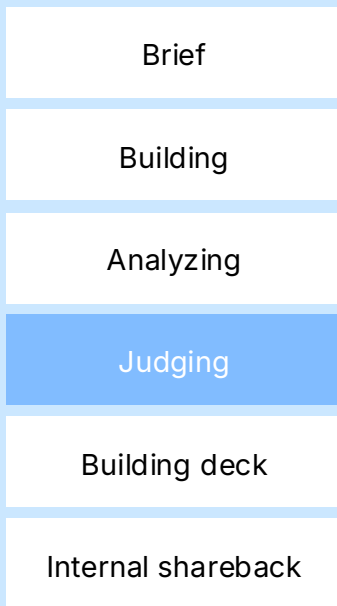 Brief
Building
Analyzing
Judging
Building deck
Internal shareback